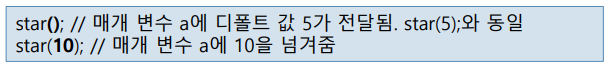 star(); // 매개 변수 a에 디폴트 값 5가 전달됨. star(5);와 동일
star(10); // 매개 변수 a에 10을 넘겨줌